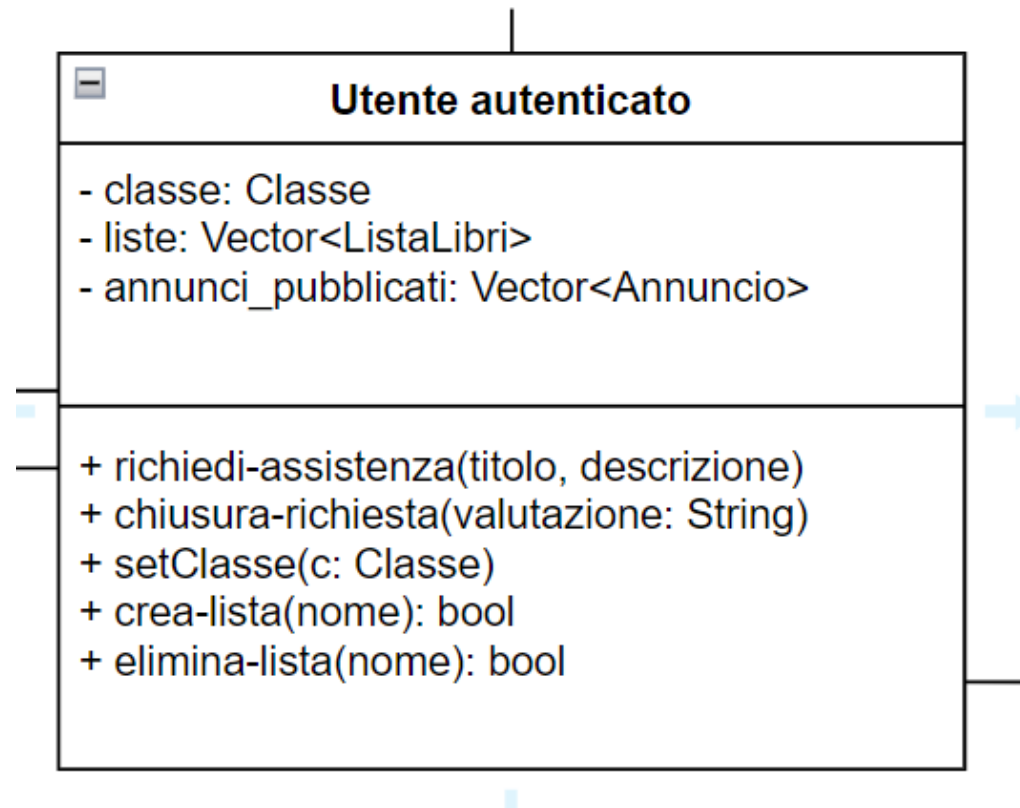 Utente autenticato
- classe: Classe
- liste: Vector<ListaLibri>
- annunci_pubblicati: Vector<Annuncio>
+ richiedi-assistenza(titolo, descrizione)
+ chiusura-richiesta(valutazione: String)
+ setClasse(c: Classe)
+ crea-lista(nome): bool
+ elimina-lista(nome): bool